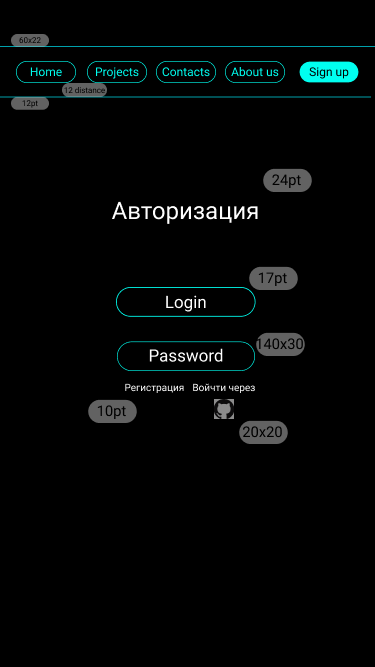 60x22
Home Projects Contacts About us Sign up
12 distance
12pt
24pt
Авторизация
17pt
Login
140x30
Password
Регистрация Войчти через
10pt
20x20